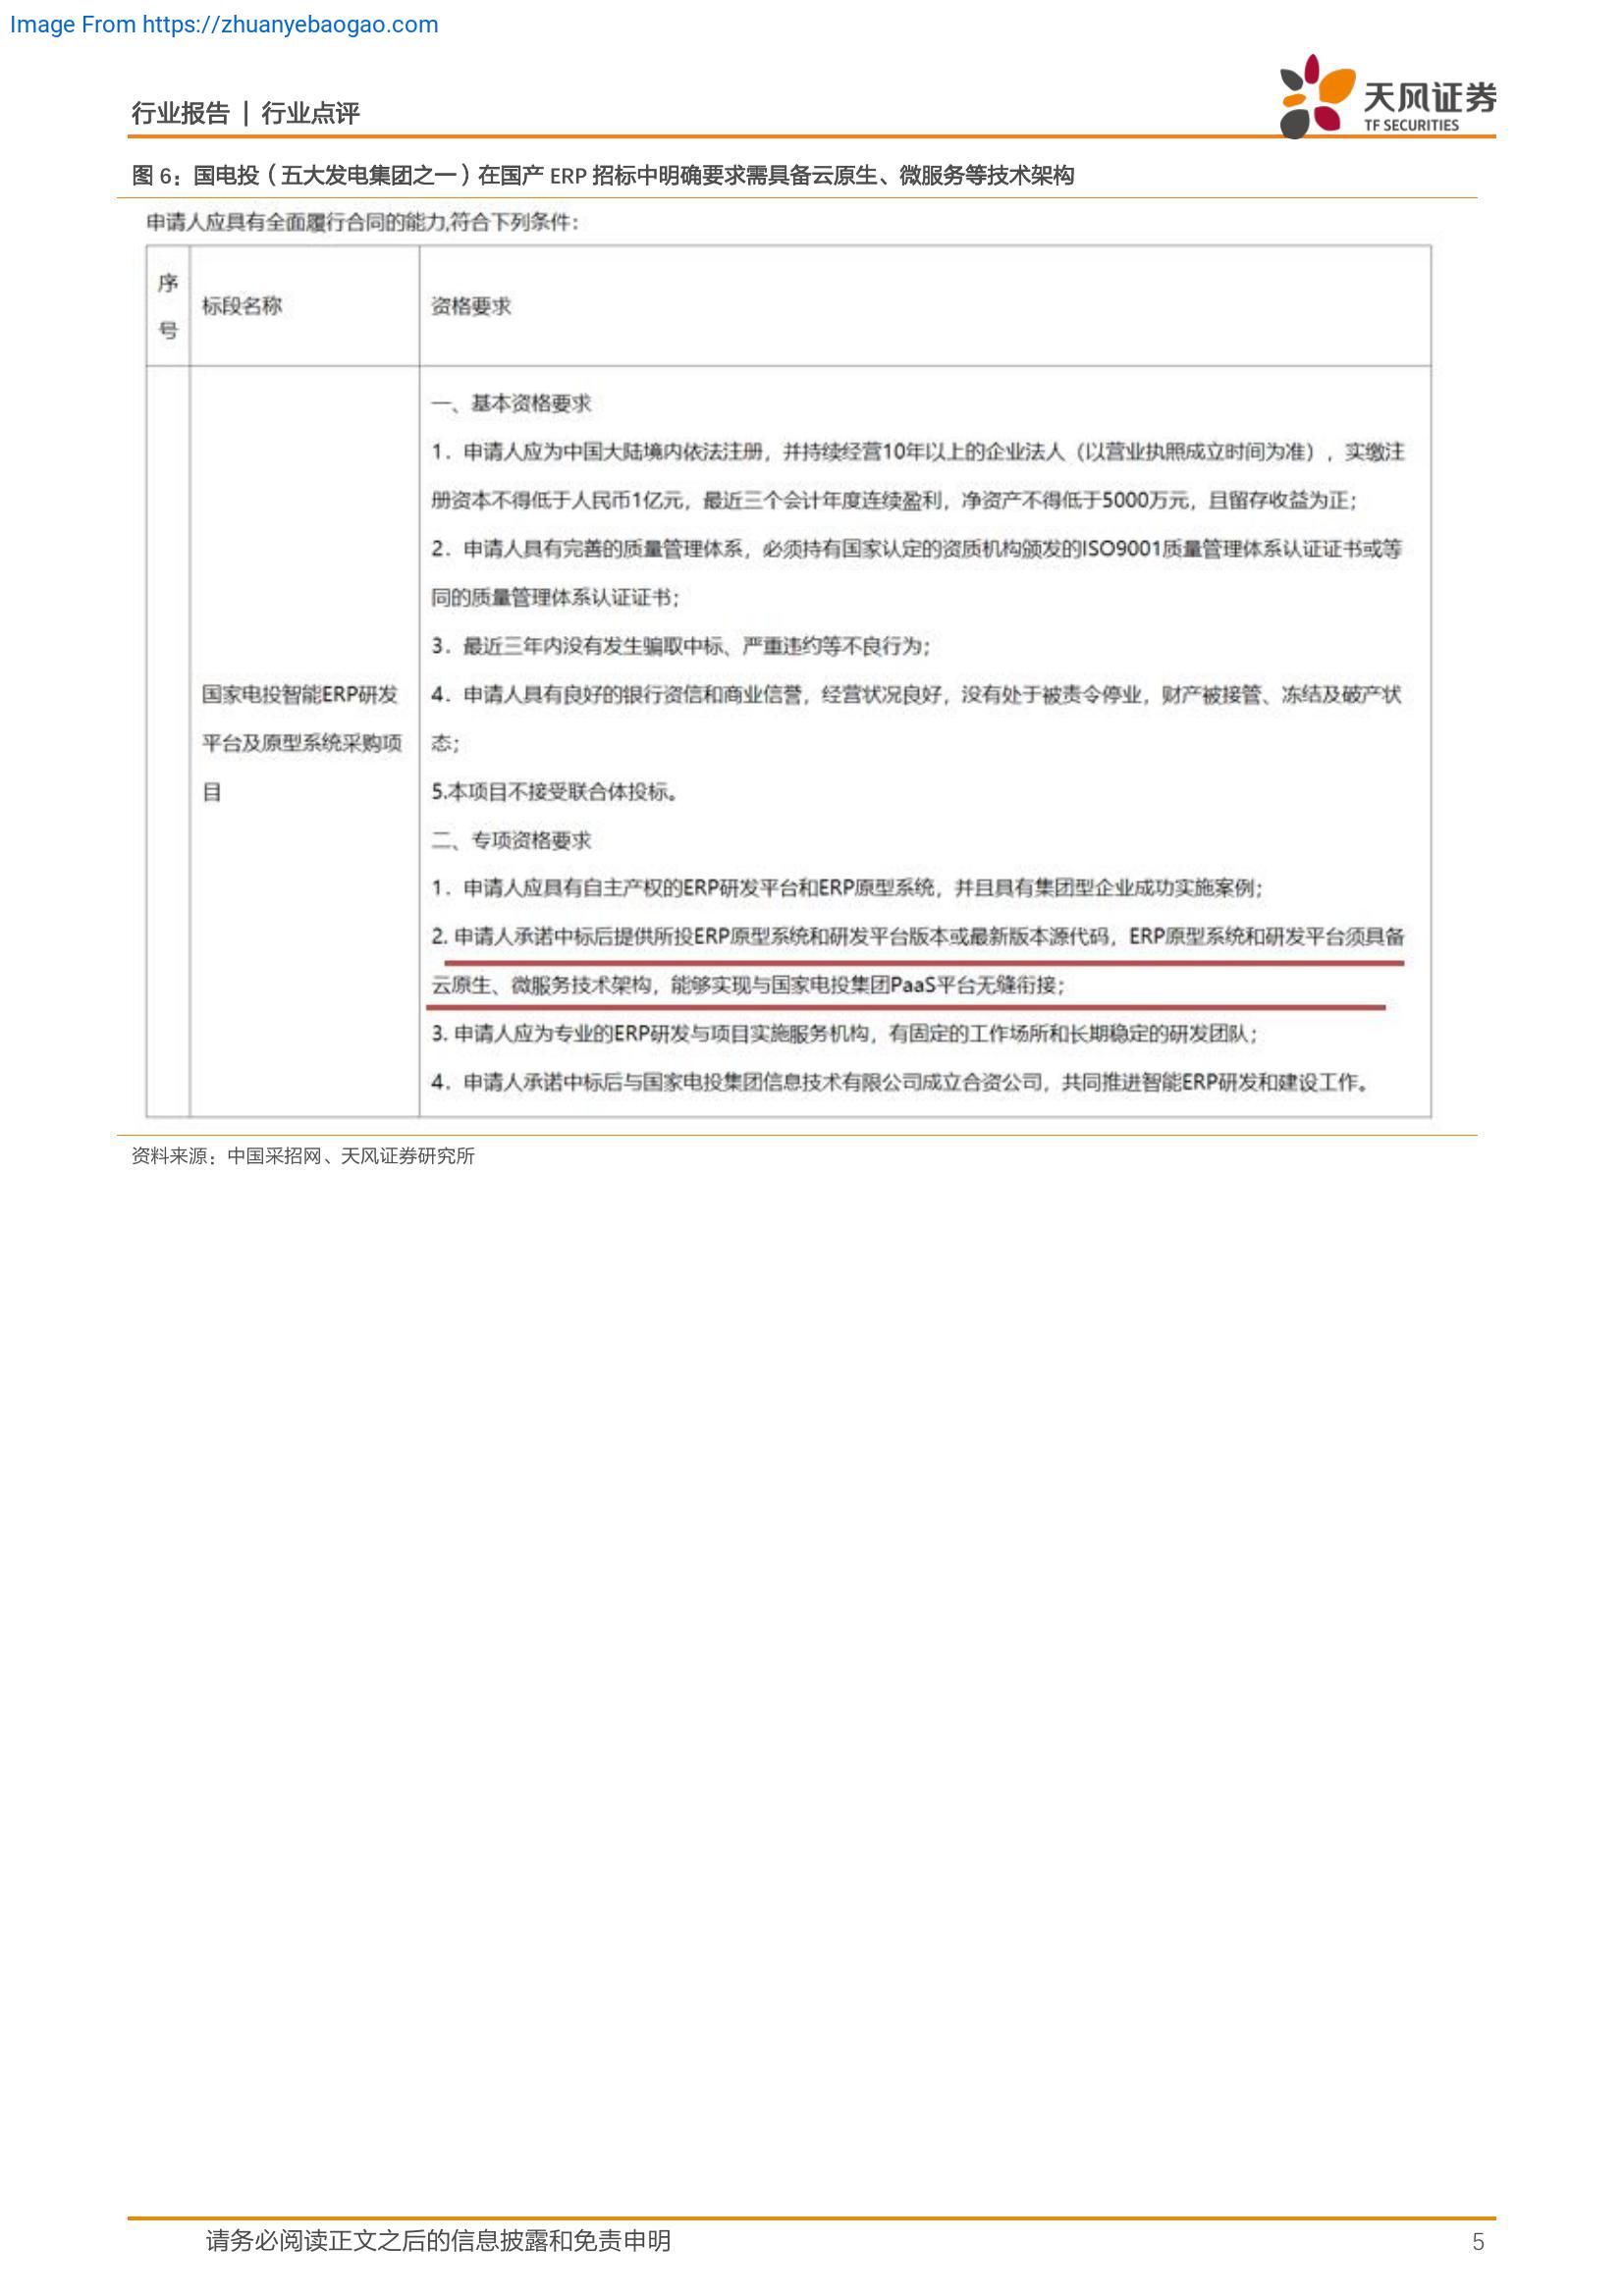 Image From https://zhuanyebaogao.com
行业报告 | 行业点评
天风证券
TF SECURITIES
图 6：国电投（五大发电集团之一）在国产 ERP 招标中明确要求需具备云原生、微服务等技术架构
申请人应具有全面履行合同的能力,符合下列条件：
序
号
标段名称
资格要求
国家电投智能ERP研发
平台及原型系统采购项
目
一、基本资格要求
1．申请人应为中国大陆境内依法注册，并持续经营10年以上的企业法人（以营业执照成立时间为准），实缴注
册资本不得低于人民币1亿元，最近三个会计年度连续盈利，净资产不得低于5000万元，且留存收益为正；
2．申请人具有完善的质量管理体系，必须持有国家认定的资质机构颁发的ISO9001质量管理体系认证证书或等
同的质量管理体系认证证书；
3．最近三年内没有发生骗取中标、严重违约等不良行为；
4．申请人具有良好的银行资信和商业信誉，经营状况良好，没有处于被责令停业，财产被接管、冻结及破产状
态；
5.本项目不接受联合体投标。
二、专项资格要求
1．申请人应具有自主产权的ERP研发平台和ERP原型系统，并且具有集团型企业成功实施案例；
2. 申请人承诺中标后提供所投ERP原型系统和研发平台版本或最新版本源代码，ERP原型系统和研发平台须具备
云原生、微服务技术架构，能够实现与国家电投集团PaaS平台无缝衔接；
3. 申请人应为专业的ERP研发与项目实施服务机构，有固定的工作场所和长期稳定的研发团队；
4．申请人承诺中标后与国家电投集团信息技术有限公司成立合资公司，共同推进智能ERP研发和建设工作。
资料来源：中国采招网、天风证券研究所
请务必阅读正文之后的信息披露和免责申明
5